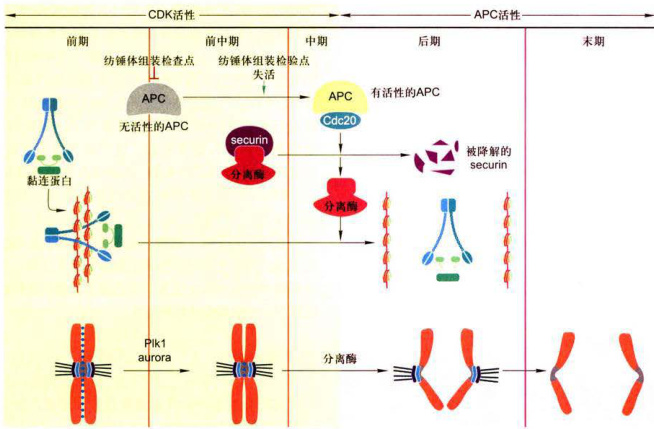 CDK活性
APC活性
前期
前中期
中期
后期
末期
纺锤体组装检查点
纺锤体组装检验点
失活
APC
APC
有活性的APC
无活性的APC
Cdc20
securin
分离酶
被降解的
securin
黏连蛋白
分离酶
Plk1
aurora
分离酶